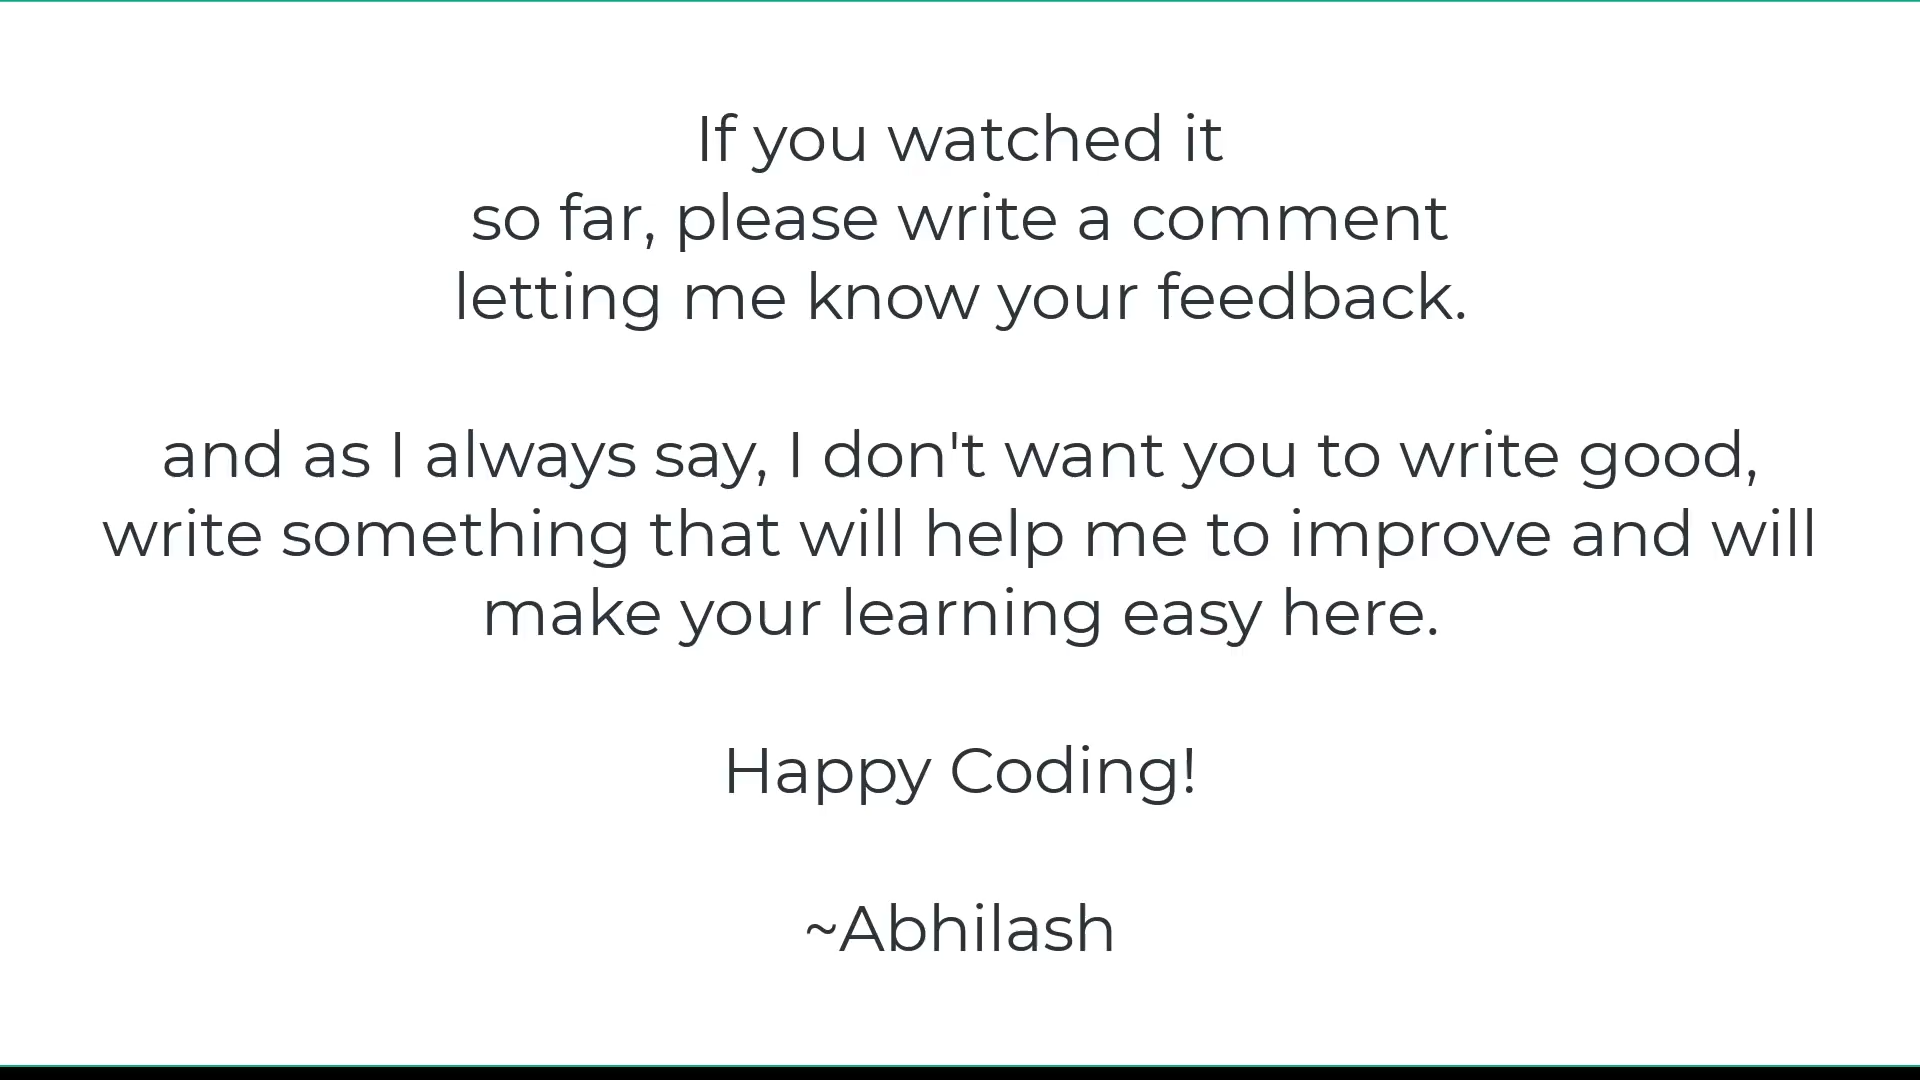 If you watched it
so far, please write a comment
letting me know your feedback.
and as I always say, I don't want you to write good,
write something that will help me to improve and will
make your learning easy here.
Happy Coding!
~Abhilash